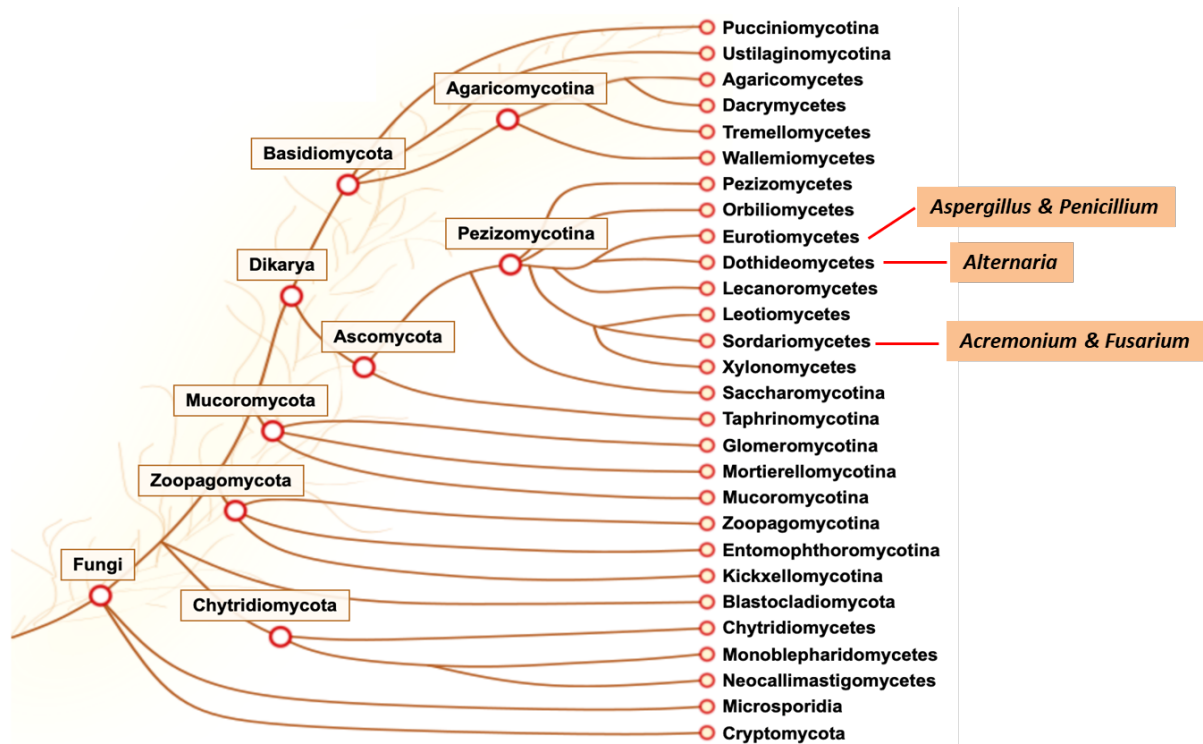 Pucciniomycotina
Ustilaginomycotina
Agaricomycotina
Agaricomycetes
Dacrymycetes
Tremellomycetes
Basidiomycota
Wallemiomycetes
Pezizomycetes
Aspergillus & Penicillium
Orbiliomycetes
Pezizomycotina
Eurotiomycetes
Dikarya
Dothideomycetes
Alternaria
Lecanoromycetes
Leotiomycetes
Ascomycota
Sordariomycetes
Acremonium & Fusarium
Xylonomycetes
Saccharomycotina
Mucoromycota
Taphrinomycotina
Glomeromycotina
Mortierellomycotina
Zoopagomycota
Mucoromycotina
Zoopagomycotina
Entomophthoromycotina
Fungi
Kickxellomycotina
Chytridiomycota
Blastocladiomycota
Chytridiomycetes
Monoblepharidomycetes
Neocallimastigomycetes
Microsporidia
Cryptomycota